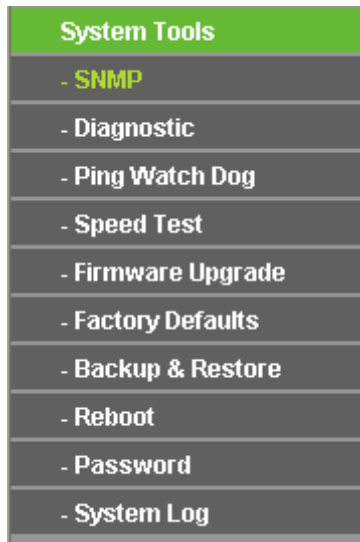 System Tools
- SNMP
- Diagnostic
- Ping Watch Dog
- Speed Test
- Firmware Upgrade
- Factory Defaults
- Backup & Restore
- Reboot
- Password
- System Log